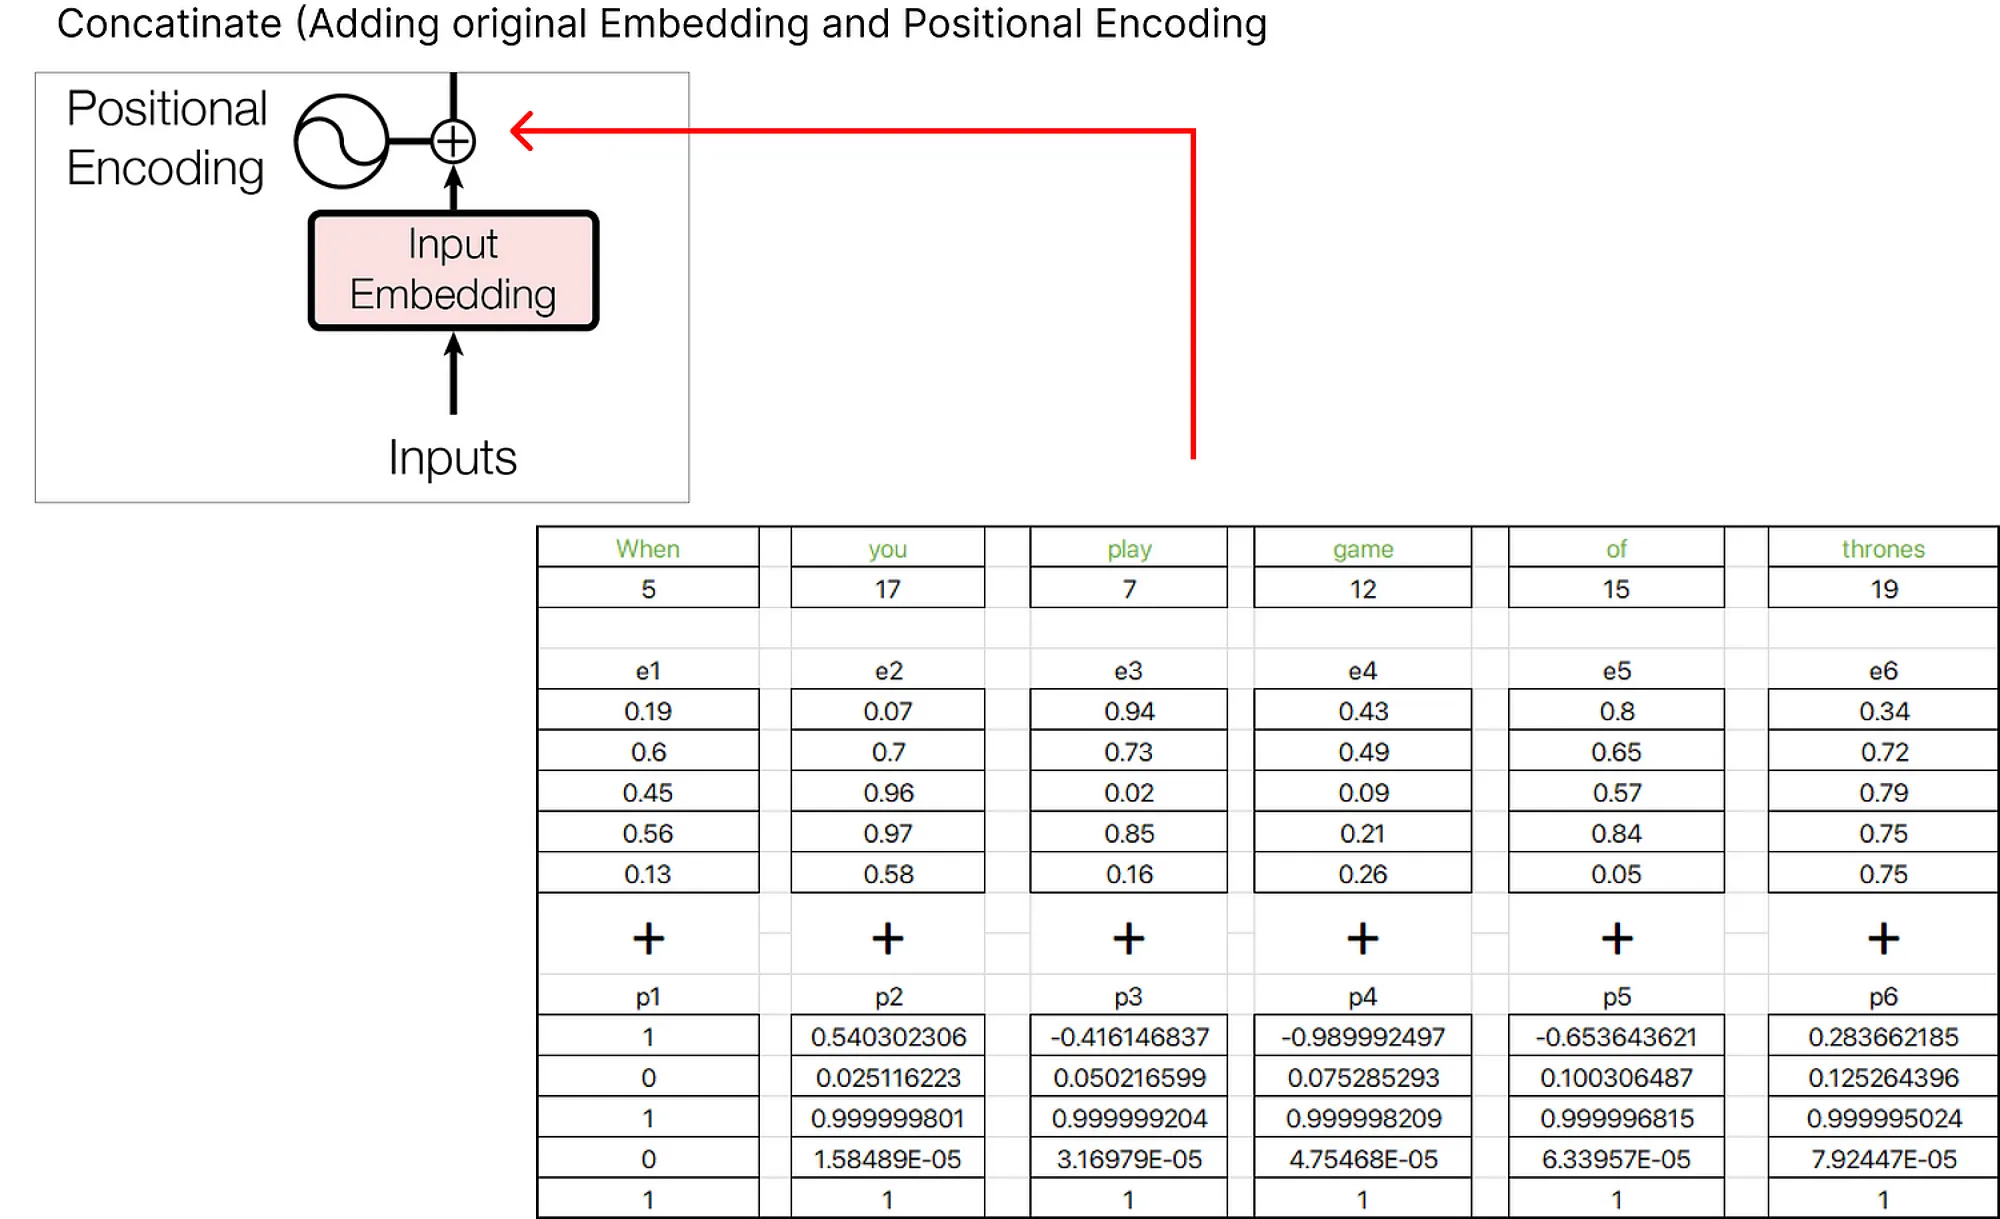 Concatinate (Adding original Embedding and Positional Encoding
Positional
Encoding
Input
Embedding
Inputs
When you play game of thrones
5 17 7 12 15 19
e1 e2 e3 e4 e5 e6
0.19 0.07 0.94 0.43 0.8 0.34
0.6 0.7 0.73 0.49 0.65 0.72
0.45 0.96 0.02 0.09 0.57 0.79
0.56 0.97 0.85 0.21 0.84 0.75
0.13 0.58 0.16 0.26 0.05 0.75
+ + + + + +
p1 p2 p3 p4 p5 p6
1 0.540302306 -0.416146837 -0.989992497 -0.653643621 0.283662185
0 0.025116223 0.050216599 0.075285293 0.100306487 0.125264396
1 0.999999801 0.999999204 0.999998209 0.999996815 0.999995024
0 1.58489E-05 3.16979E-05 4.75468E-05 6.33957E-05 7.92447E-05
1 1 1 1 1 1